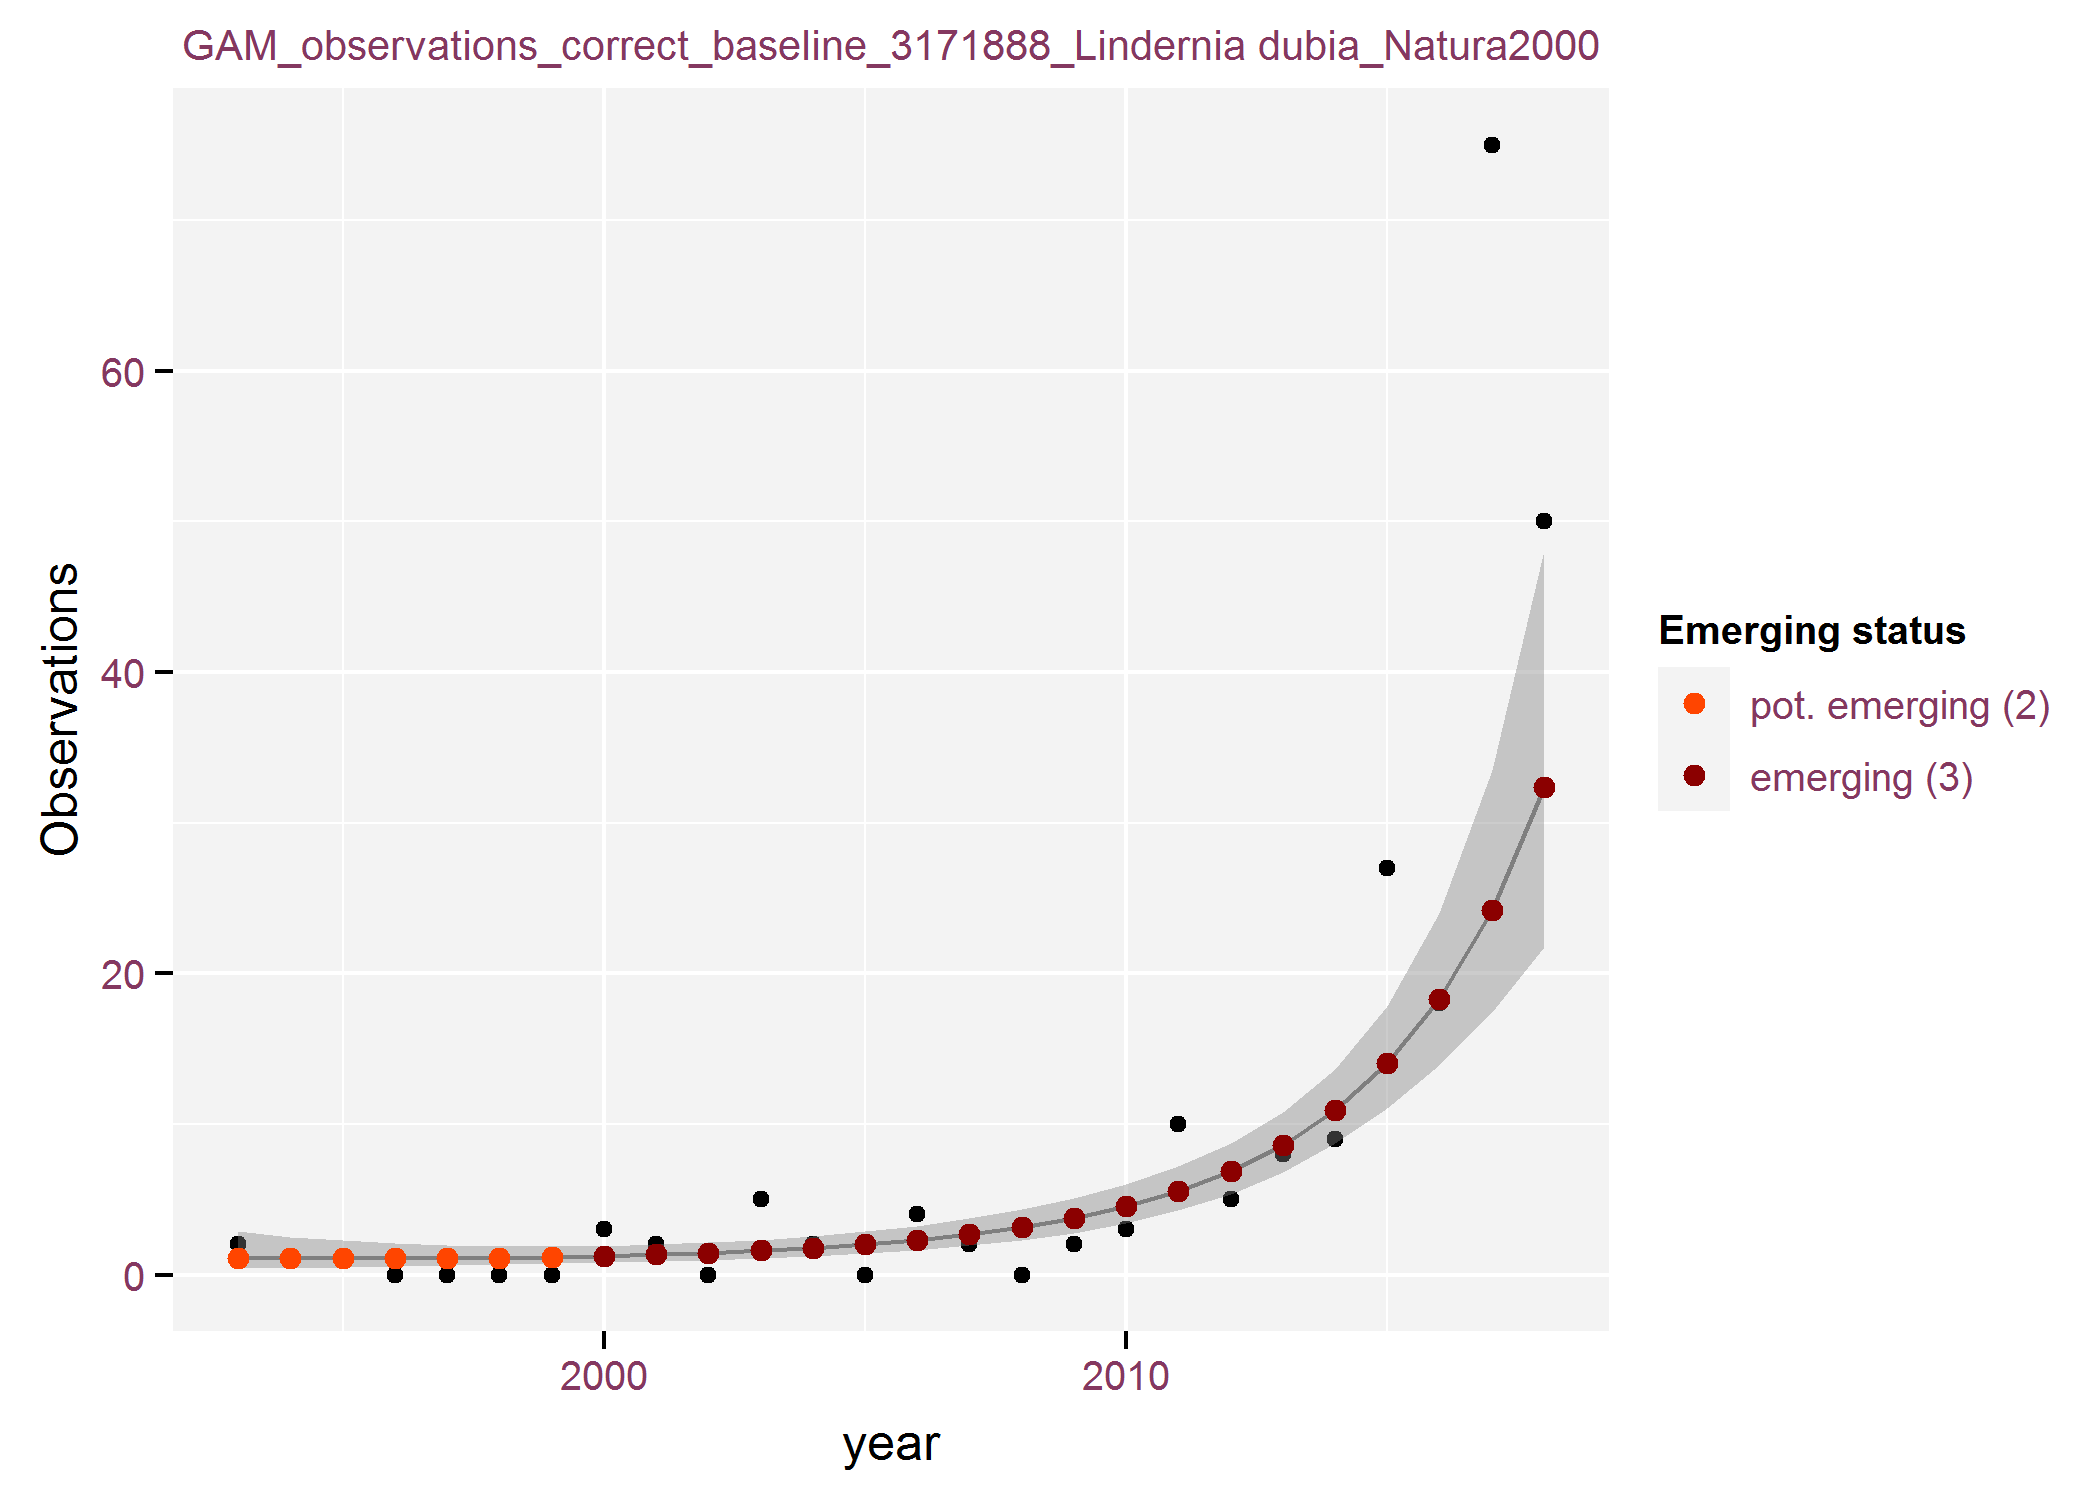 GAM_observations_correct_baseline_3171888_Lindernia dubia_Natura2000
Observations
60
40
20
0
2000
2010
year
Emerging status
pot. emerging (2)
emerging (3)